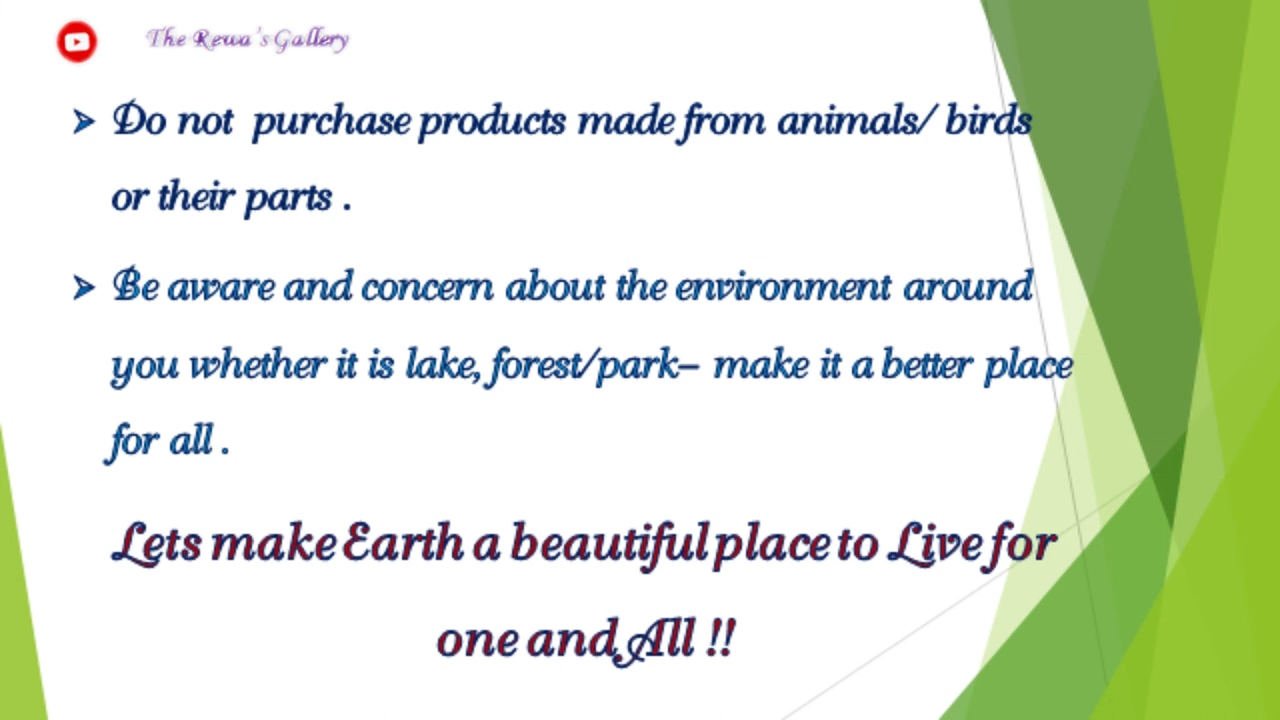 The Rewa's Gallery
Do not purchase products made from animals/ birds
or their parts .
Be aware and concern about the environment around
you whether it is lake, forest/park– make it a better place
for all .
Lets make Earth a beautiful place to Live for
one and All !!